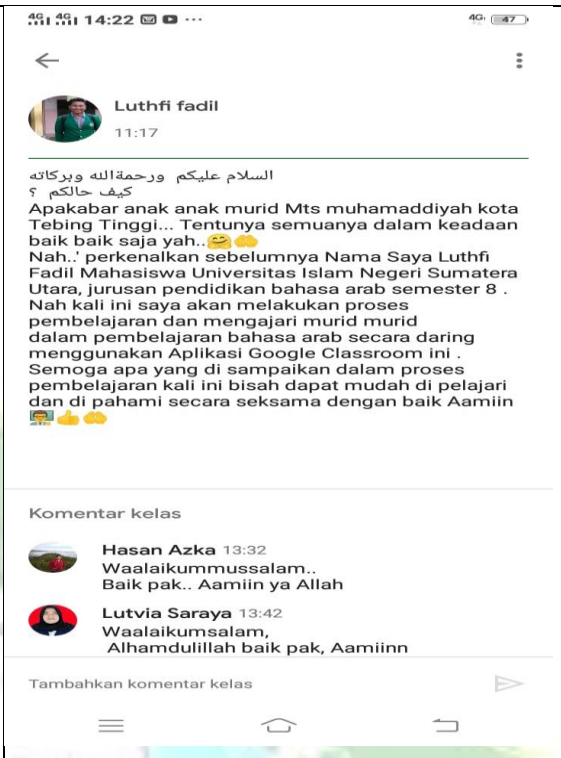 4G 4G 14:22 ... 4G 47
Luthfi fadil
11:17
السلام عليكم ورحمةالله وبركاته
كيف حالكم ؟
Apakabar anak anak murid Mts muhamaddiyah kota
Tebing Tinggi... Tentunya semuanya dalam keadaan
baik baik saja yah..🤗🤲
Nah..' perkenalkan sebelumnya Nama Saya Luthfi
Fadil Mahasiswa Universitas Islam Negeri Sumatera
Utara, jurusan pendidikan bahasa arab semester 8 .
Nah kali ini saya akan melakukan proses
pembelajaran dan mengajari murid murid
dalam pembelajaran bahasa arab secara daring
menggunakan Aplikasi Google Classroom ini .
Semoga apa yang di sampaikan dalam proses
pembelajaran kali ini bisah dapat mudah di pelajari
dan di pahami secara seksama dengan baik Aamiin
👨‍🏫👍🤲
Komentar kelas
Hasan Azka 13:32
Waalaikummussalam..
Baik pak.. Aamiin ya Allah
Lutvia Saraya 13:42
Waalaikumsalam,
Alhamdulillah baik pak, Aamiinn
Tambahkan komentar kelas